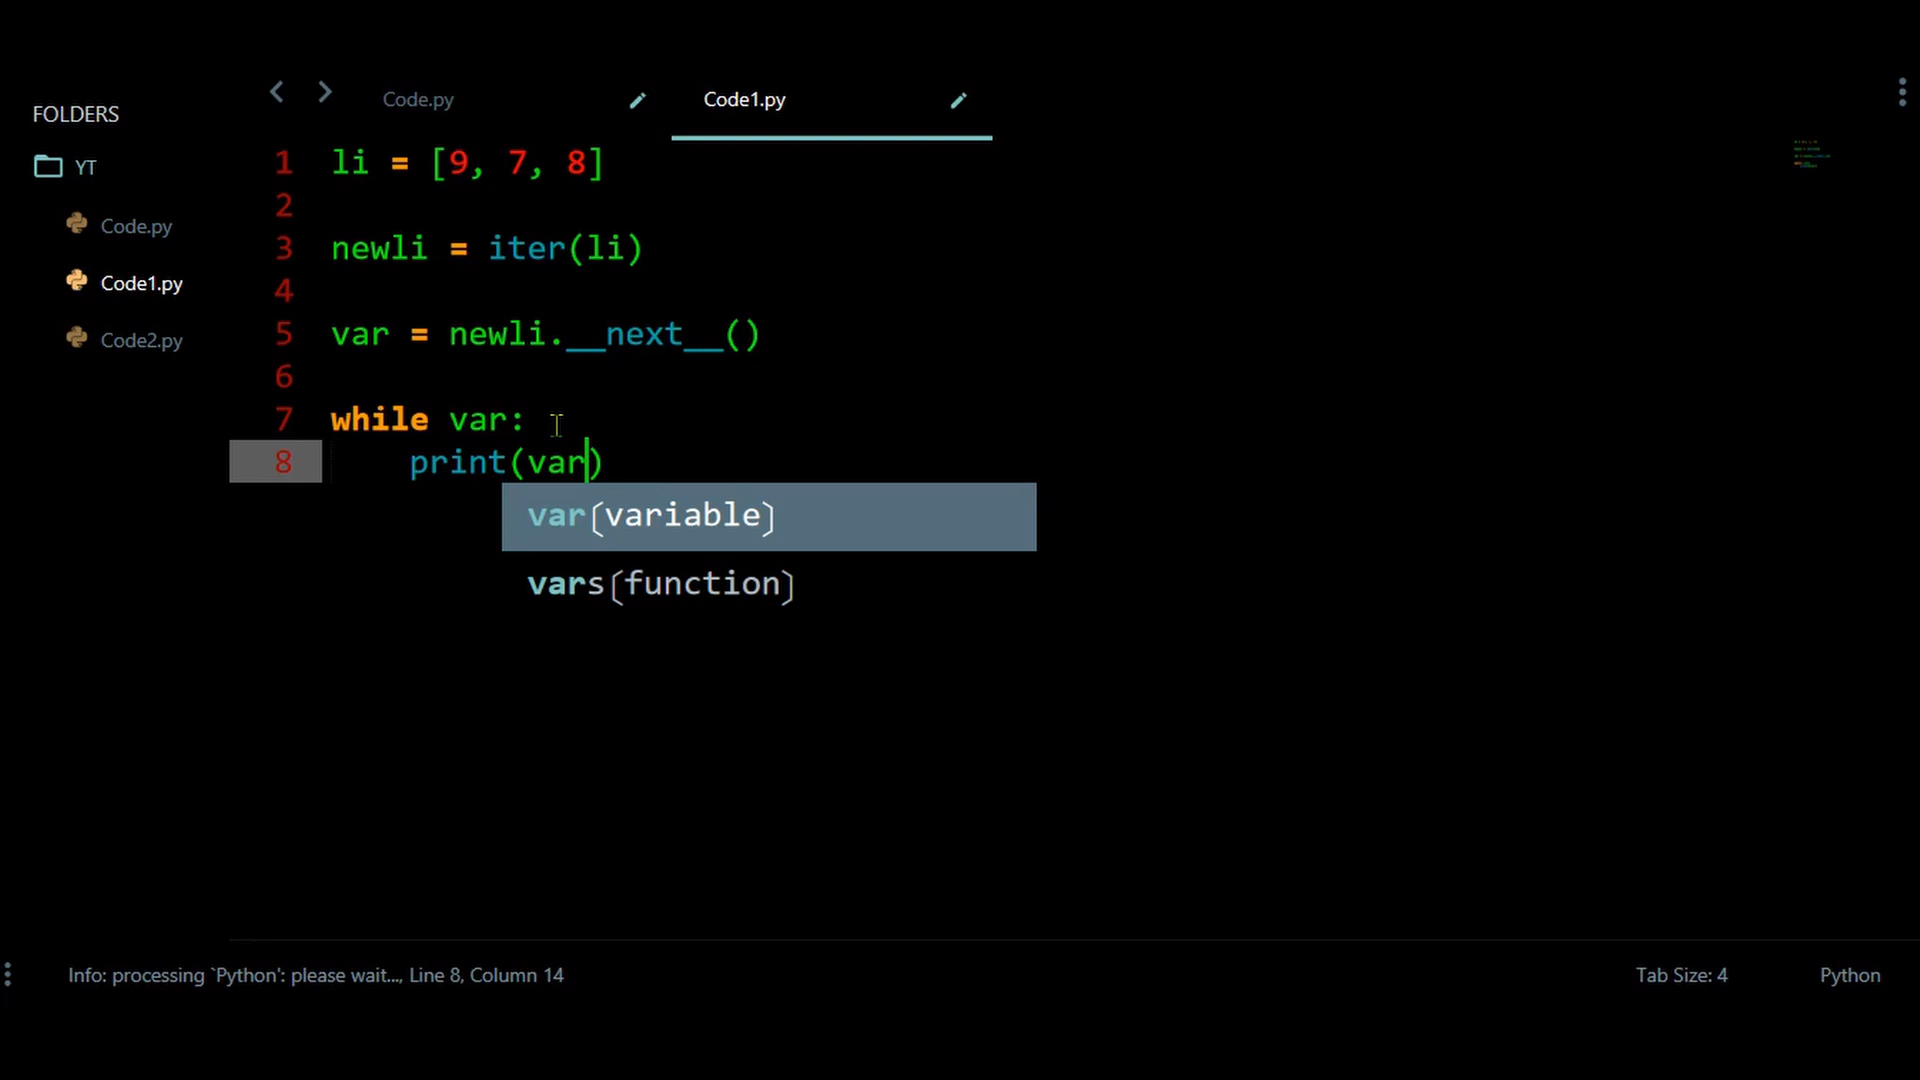 FOLDERS
YT
Code.py
Code1.py
Code2.py
Code.py
Code1.py
1 li = [9, 7, 8]
2
3 newli = iter(li)
4
5 var = newli.__next__()
6
7 while var:
8 print(var)
var(variable)
vars(function)
Info: processing `Python': please wait..., Line 8, Column 14
Tab Size: 4
Python